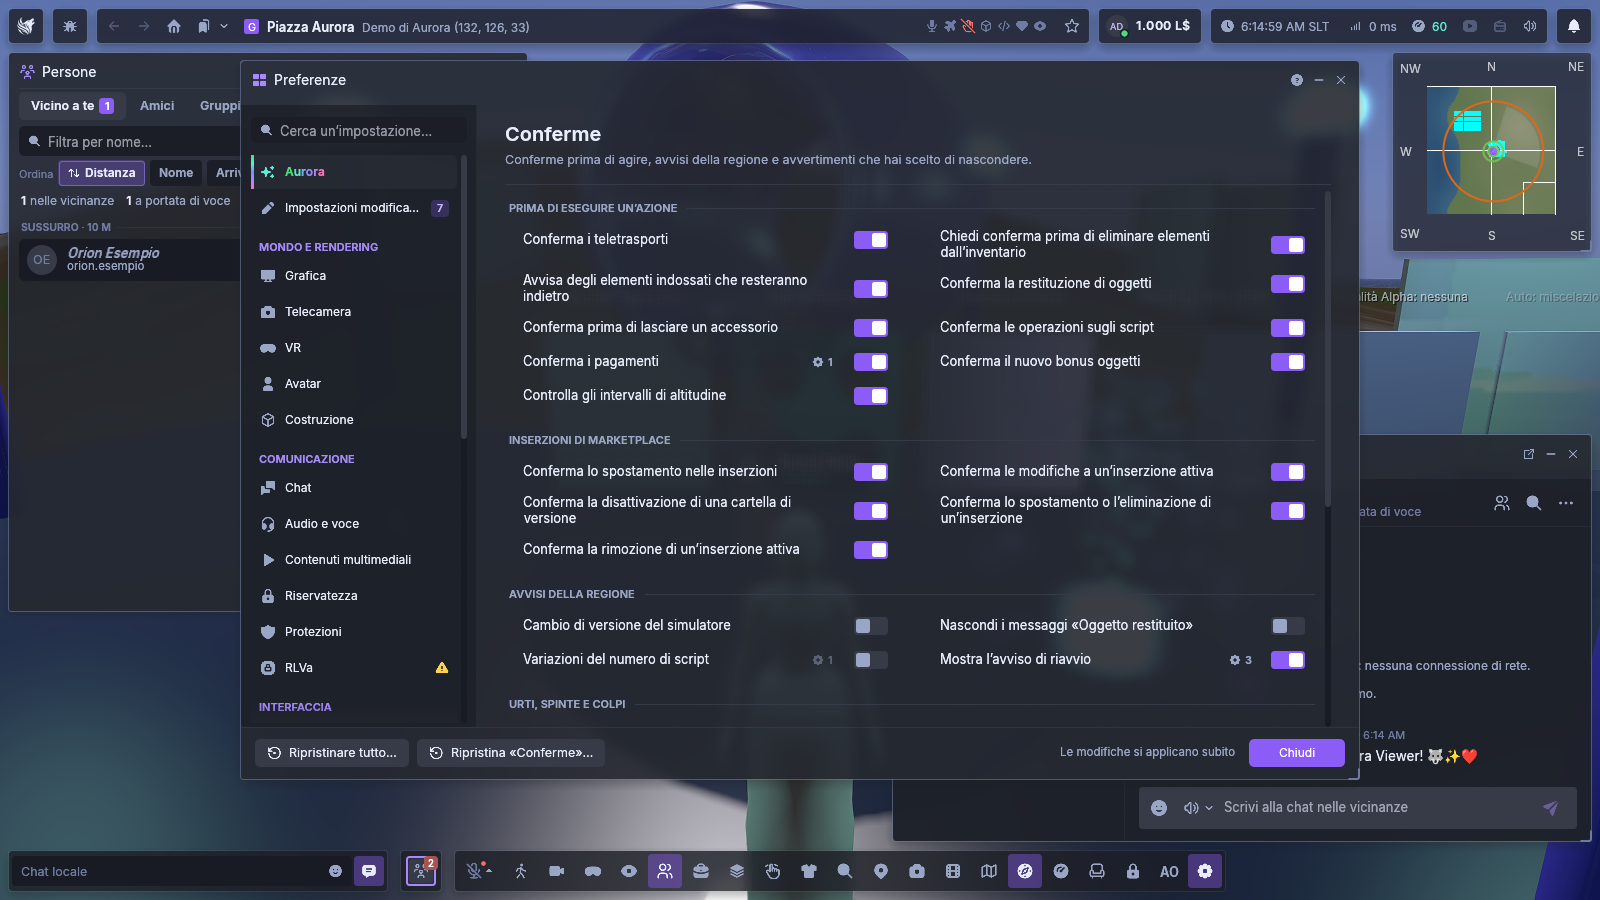 Piazza Aurora
Demo di Aurora (132, 126, 33)
AD
1.000 L$
6:14:59 AM SLT
0 ms
60
Persone
Vicino a te 1
Amici
Gruppi
Filtra per nome...
Ordina
Distanza
Nome
1 nelle vicinanze
1 a portata di voce
SUSSURRO · 10 M
OE
Orion Esempio
orion.esempio
Preferenze
Cerca un’impostazione...
Aurora
Impostazioni modifica... 7
MONDO E RENDERING
Grafica
Telecamera
VR
Avatar
Costruzione
COMUNICAZIONE
Chat
Audio e voce
Contenuti multimediali
Riservatezza
Protezioni
RLVa
INTERFACCIA
Conferme
Conferme prima di agire, avvisi della regione e avvertimenti che hai scelto di nascondere.
PRIMA DI ESEGUIRE UN’AZIONE
Conferma i teletrasporti
Chiedi conferma prima di eliminare elementi
dall’inventario
Avvisa degli elementi indossati che resteranno
indietro
Conferma la restituzione di oggetti
Conferma prima di lasciare un accessorio
Conferma le operazioni sugli script
Conferma i pagamenti
1
Conferma il nuovo bonus oggetti
Controlla gli intervalli di altitudine
INSERZIONI DI MARKETPLACE
Conferma lo spostamento nelle inserzioni
Conferma le modifiche a un’inserzione attiva
Conferma la disattivazione di una cartella di
versione
Conferma lo spostamento o l’eliminazione di
un’inserzione
Conferma la rimozione di un’inserzione attiva
AVVISI DELLA REGIONE
Cambio di versione del simulatore
Nascondi i messaggi «Oggetto restituito»
Variazioni del numero di script
1
Mostra l’avviso di riavvio
3
URTI, SPINTE E COLPI
Ripristinare tutto...
Ripristina «Conferme»...
Le modifiche si applicano subito
Chiudi
NW
N
NE
W
E
SW
S
SE
Alpha: nessuna
Auto:
di voce
: nessuna connessione di rete.
6:14 AM
Viewer! 🐺✨❤️
Scrivi alla chat nelle vicinanze
Chat locale
2
AO